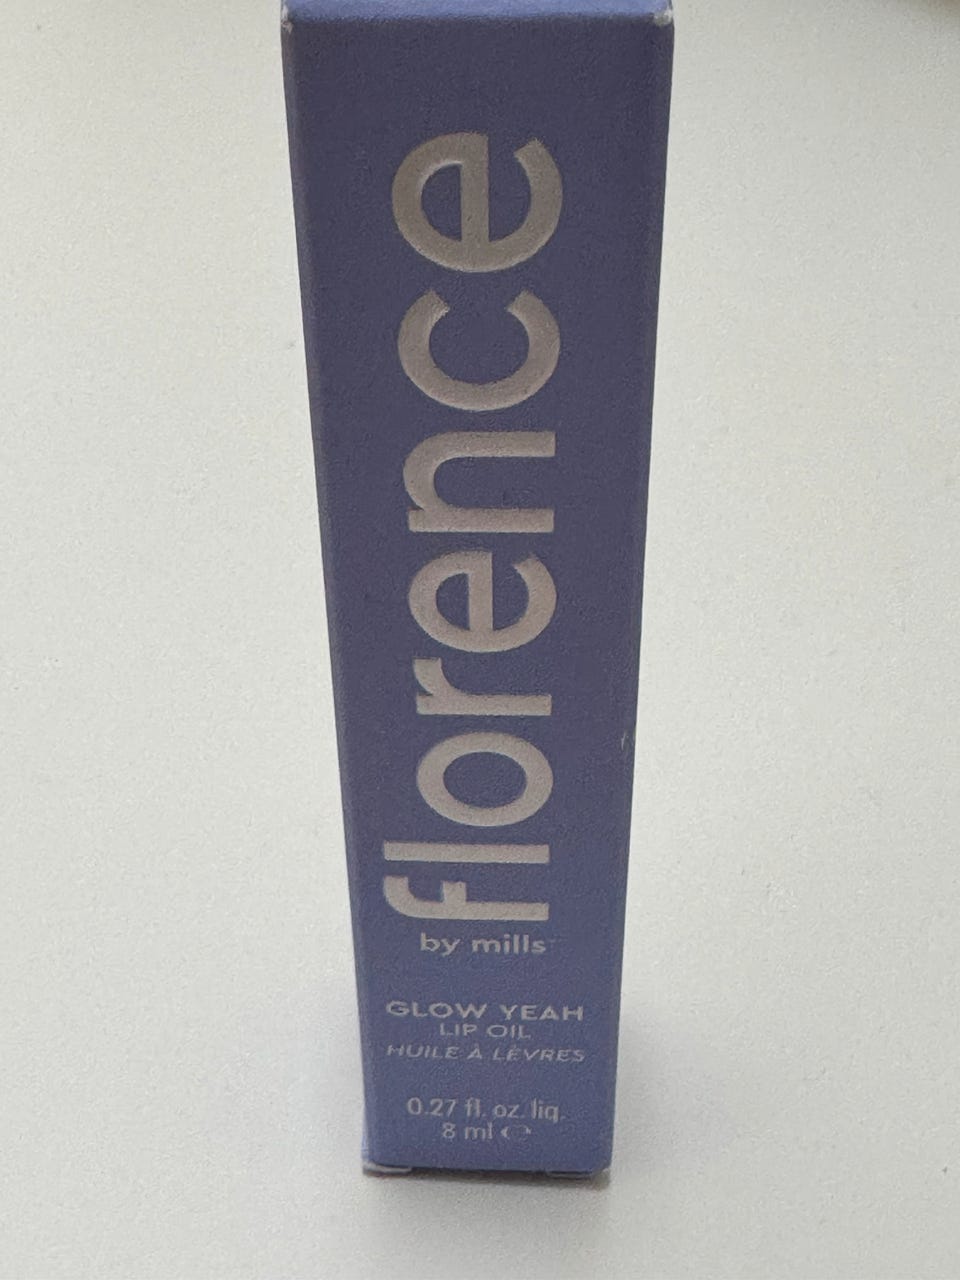 florence
by mills
GLOW YEAH
LIP OIL
HUILE À LÈVRES
0.27 fl. oz. liq.
8 ml ℮